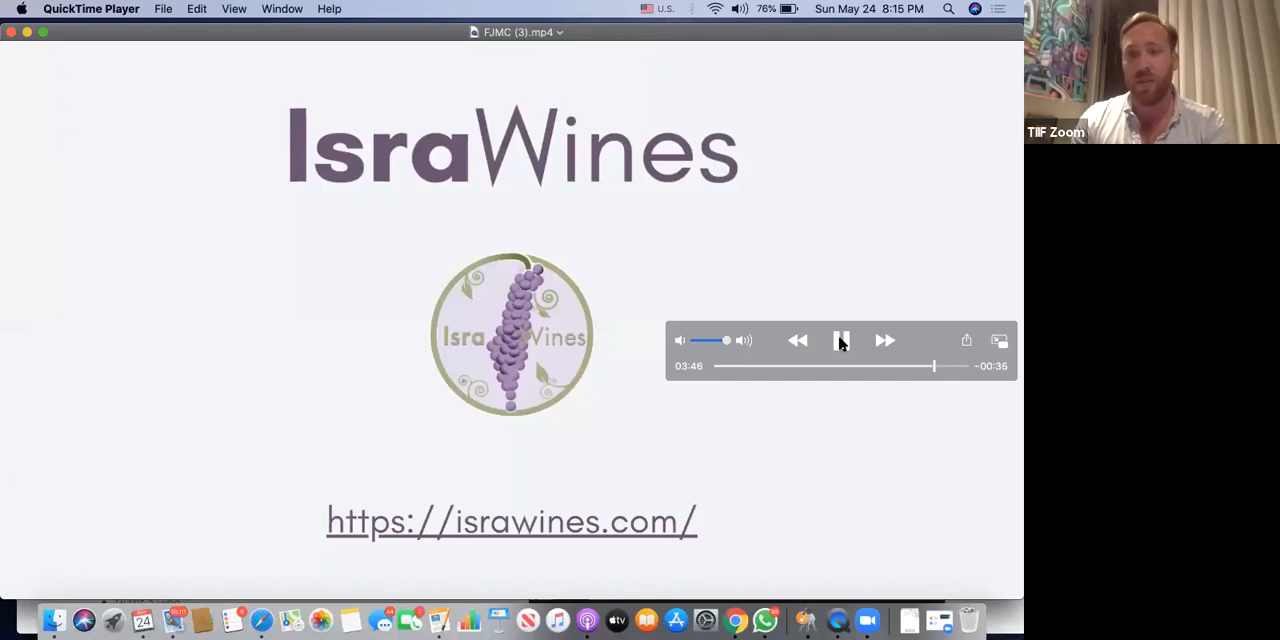 QuickTime Player File Edit View Window Help U.S. 76% Sun May 24 8:15 PM
FJMC (3).mp4
IsraWines
Isra Wines
03:46 -00:36
https://israwines.com/
TIIF Zoom
24